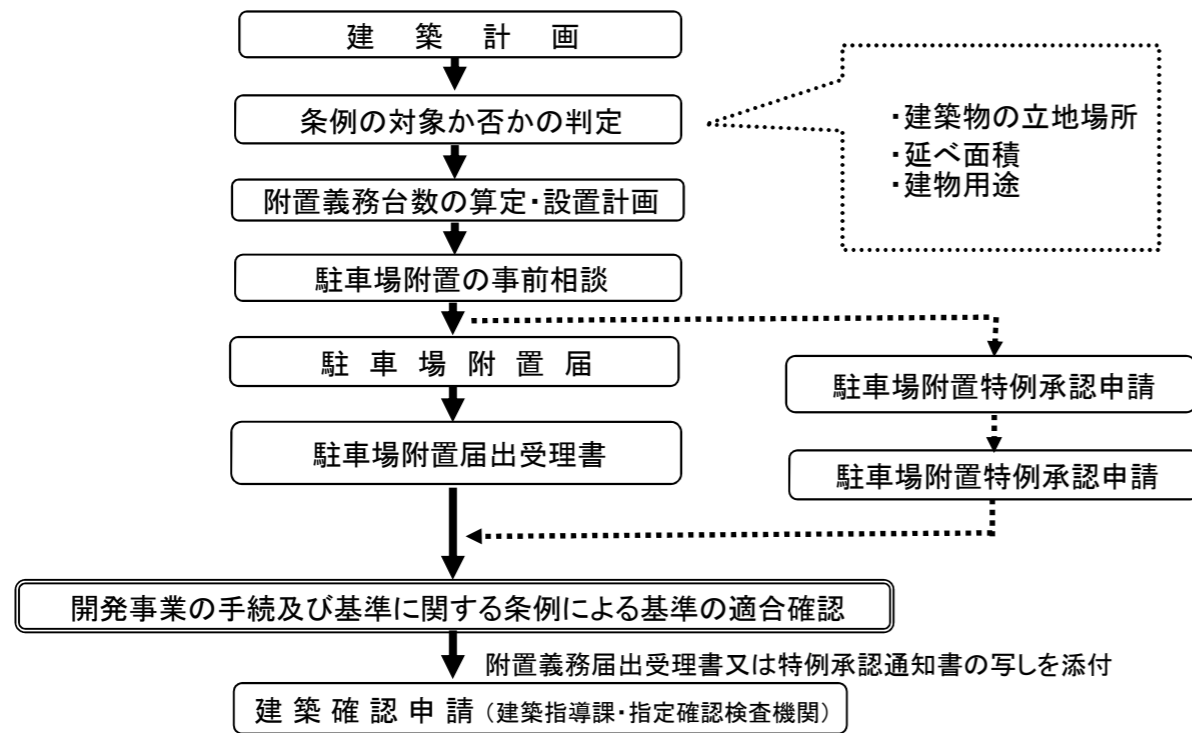 建築計画
条例の対象か否かの判定
・建築物の立地場所
・延べ面積
・建物用途
附置義務台数の算定・設置計画
駐車場附置の事前相談
駐車場附置届
駐車場附置特例承認申請
駐車場附置届出受理書
駐車場附置特例承認申請
開発事業の手続及び基準に関する条例による基準の適合確認
附置義務届出受理書又は特例承認通知書の写しを添付
建築確認申請（建築指導課・指定確認検査機関）